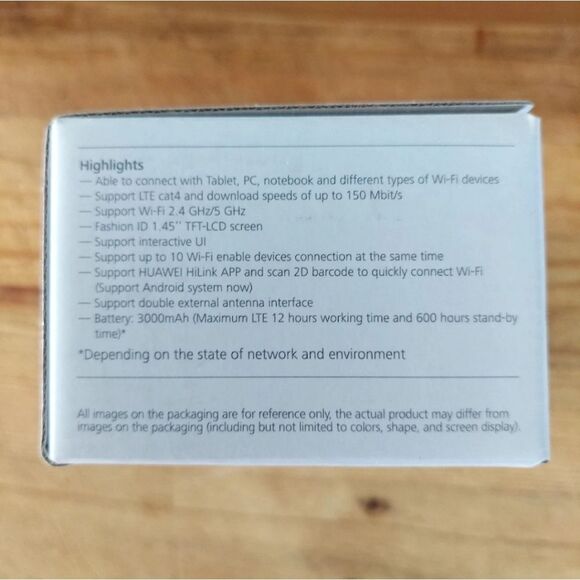 Highlights
— Able to connect with Tablet, PC, notebook and different types of Wi-Fi devices
— Support LTE cat4 and download speeds of up to 150 Mbit/s
— Support Wi-Fi 2.4 GHz/5 GHz
— Fashion ID 1.45'' TFT-LCD screen
— Support interactive UI
— Support up to 10 Wi-Fi enable devices connection at the same time
— Support HUAWEI HiLink APP and scan 2D barcode to quickly connect Wi-Fi
(Support Android system now)
— Support double external antenna interface
— Battery: 3000mAh (Maximum LTE 12 hours working time and 600 hours stand-by
time)*
*Depending on the state of network and environment
All images on the packaging are for reference only, the actual product may differ from
images on the packaging (including but not limited to colors, shape, and screen display).